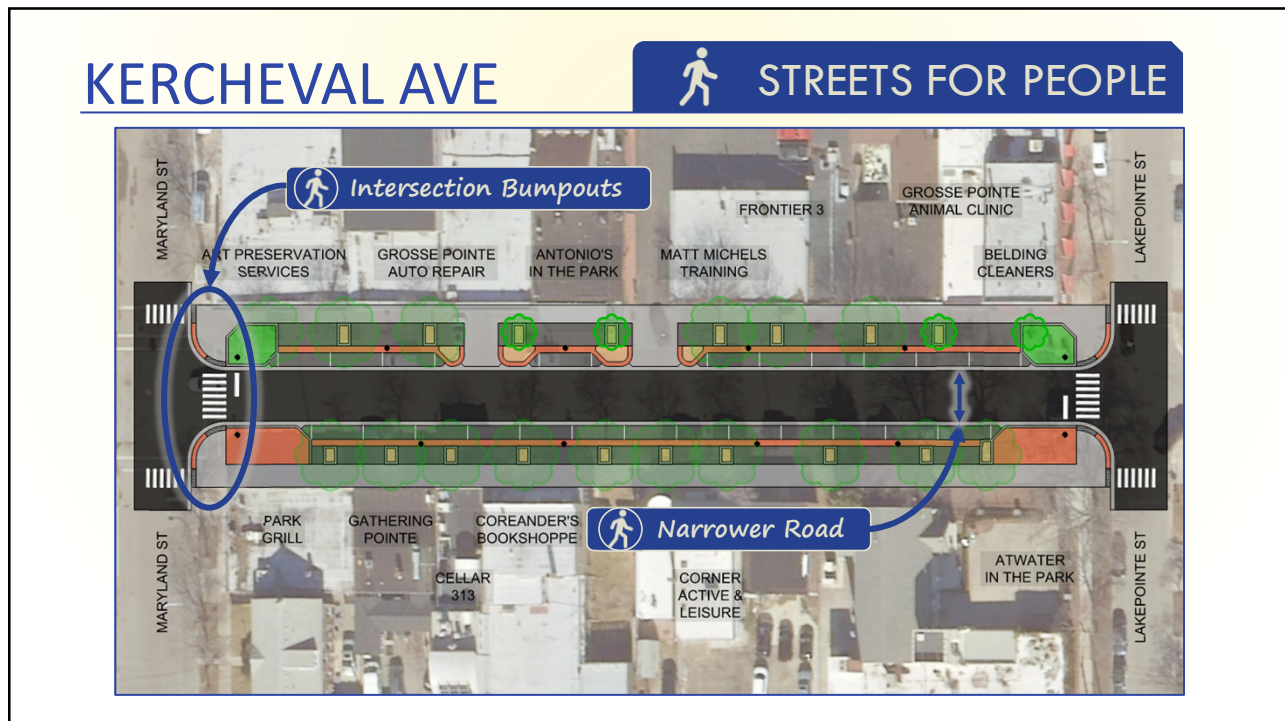 KERCHEVAL AVE
STREETS FOR PEOPLE
MARYLAND ST
Intersection Bumpouts
LAKEPOINTE ST
ART PRESERVATION
SERVICES
GROSSE POINTE
AUTO REPAIR
ANTONIO'S
IN THE PARK
MATT MICHELS
TRAINING
FRONTIER 3
GROSSE POINTE
ANIMAL CLINIC
BELDING
CLEANERS
MARYLAND ST
PARK
GRILL
GATHERING
POINTE
CELLAR
313
COREANDER'S
BOOKSHOPPE
Narrower Road
CORNER
ACTIVE &
LEISURE
ATWATER
IN THE PARK
LAKEPOINTE ST